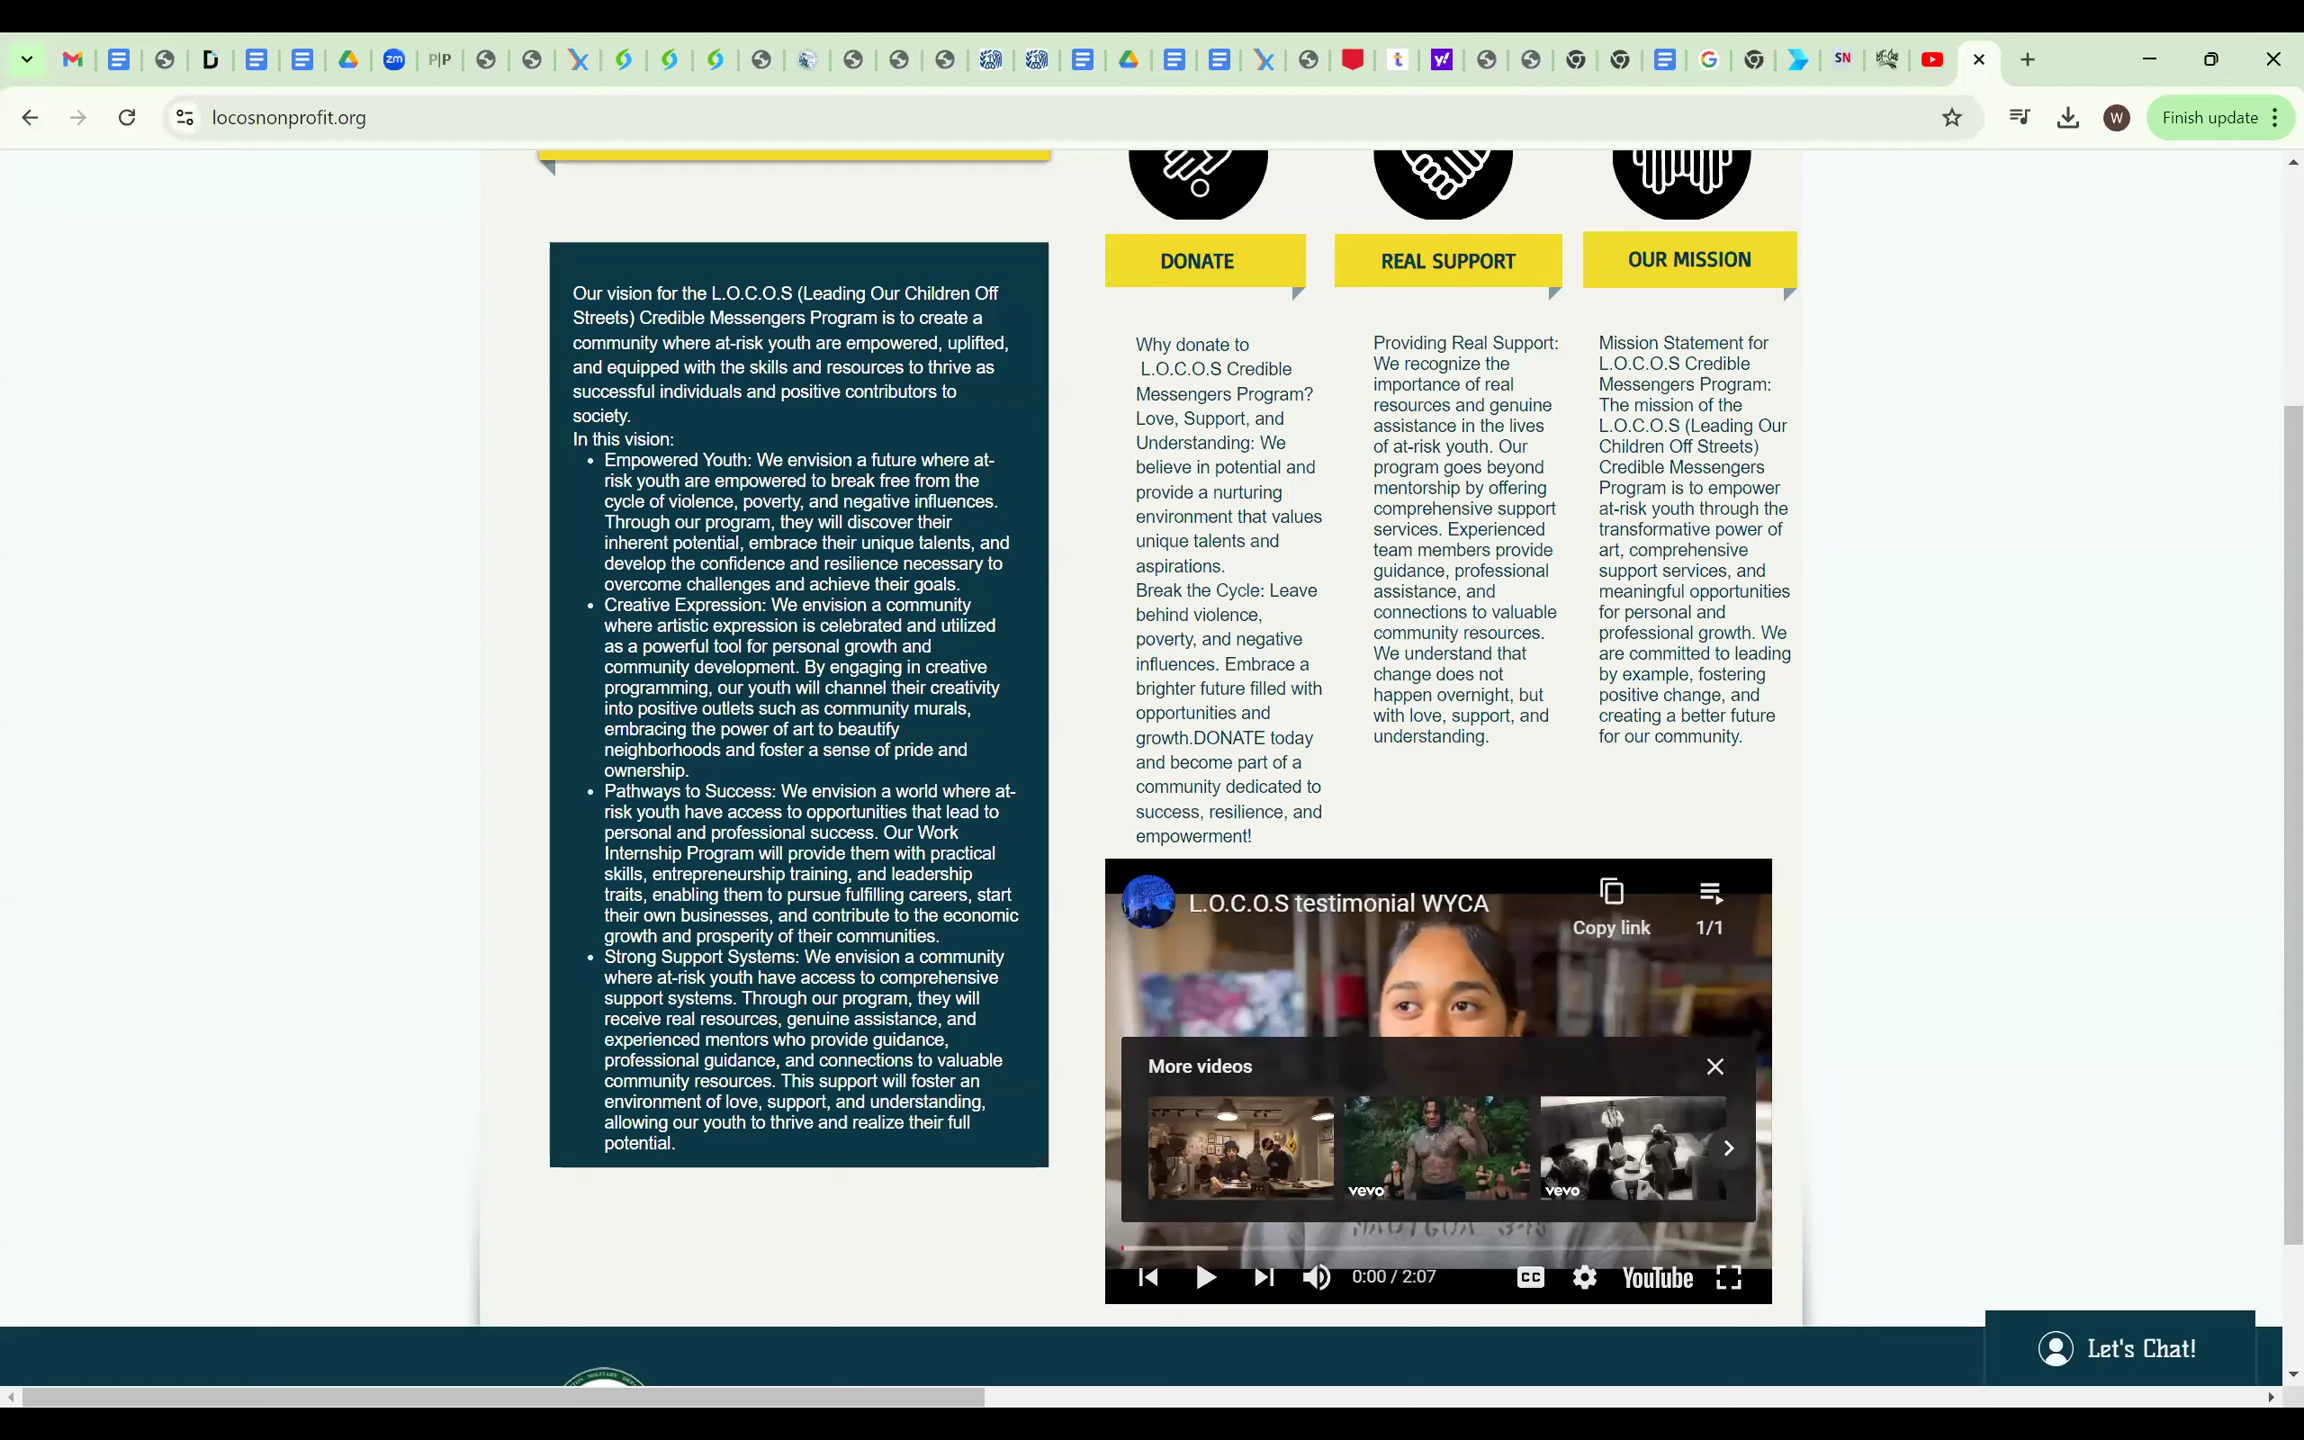 P|P
SN
locosnonprofit.org
W
Finish update
Our vision for the L.O.C.O.S (Leading Our Children Off
Streets) Credible Messengers Program is to create a
community where at-risk youth are empowered, uplifted,
and equipped with the skills and resources to thrive as
successful individuals and positive contributors to
society.
In this vision:
• Empowered Youth: We envision a future where at-
risk youth are empowered to break free from the
cycle of violence, poverty, and negative influences.
Through our program, they will discover their
inherent potential, embrace their unique talents, and
develop the confidence and resilience necessary to
overcome challenges and achieve their goals.
• Creative Expression: We envision a community
where artistic expression is celebrated and utilized
as a powerful tool for personal growth and
community development. By engaging in creative
programming, our youth will channel their creativity
into positive outlets such as community murals,
embracing the power of art to beautify
neighborhoods and foster a sense of pride and
ownership.
• Pathways to Success: We envision a world where at-
risk youth have access to opportunities that lead to
personal and professional success. Our Work
Internship Program will provide them with practical
skills, entrepreneurship training, and leadership
traits, enabling them to pursue fulfilling careers, start
their own businesses, and contribute to the economic
growth and prosperity of their communities.
• Strong Support Systems: We envision a community
where at-risk youth have access to comprehensive
support systems. Through our program, they will
receive real resources, genuine assistance, and
experienced mentors who provide guidance,
professional guidance, and connections to valuable
community resources. This support will foster an
environment of love, support, and understanding,
allowing our youth to thrive and realize their full
potential.
DONATE
Why donate to
L.O.C.O.S Credible
Messengers Program?
Love, Support, and
Understanding: We
believe in potential and
provide a nurturing
environment that values
unique talents and
aspirations.
Break the Cycle: Leave
behind violence,
poverty, and negative
influences. Embrace a
brighter future filled with
opportunities and
growth.DONATE today
and become part of a
community dedicated to
success, resilience, and
empowerment!
REAL SUPPORT
Providing Real Support:
We recognize the
importance of real
resources and genuine
assistance in the lives
of at-risk youth. Our
program goes beyond
mentorship by offering
comprehensive support
services. Experienced
team members provide
guidance, professional
assistance, and
connections to valuable
community resources.
We understand that
change does not
happen overnight, but
with love, support, and
understanding.
OUR MISSION
Mission Statement for
L.O.C.O.S Credible
Messengers Program:
The mission of the
L.O.C.O.S (Leading Our
Children Off Streets)
Credible Messengers
Program is to empower
at-risk youth through the
transformative power of
art, comprehensive
support services, and
meaningful opportunities
for personal and
professional growth. We
are committed to leading
by example, fostering
positive change, and
creating a better future
for our community.
L.O.C.O.S testimonial WYCA
Copy link
1/1
More videos
vevo
vevo
0:00 / 2:07
CC
YouTube
Let's Chat!